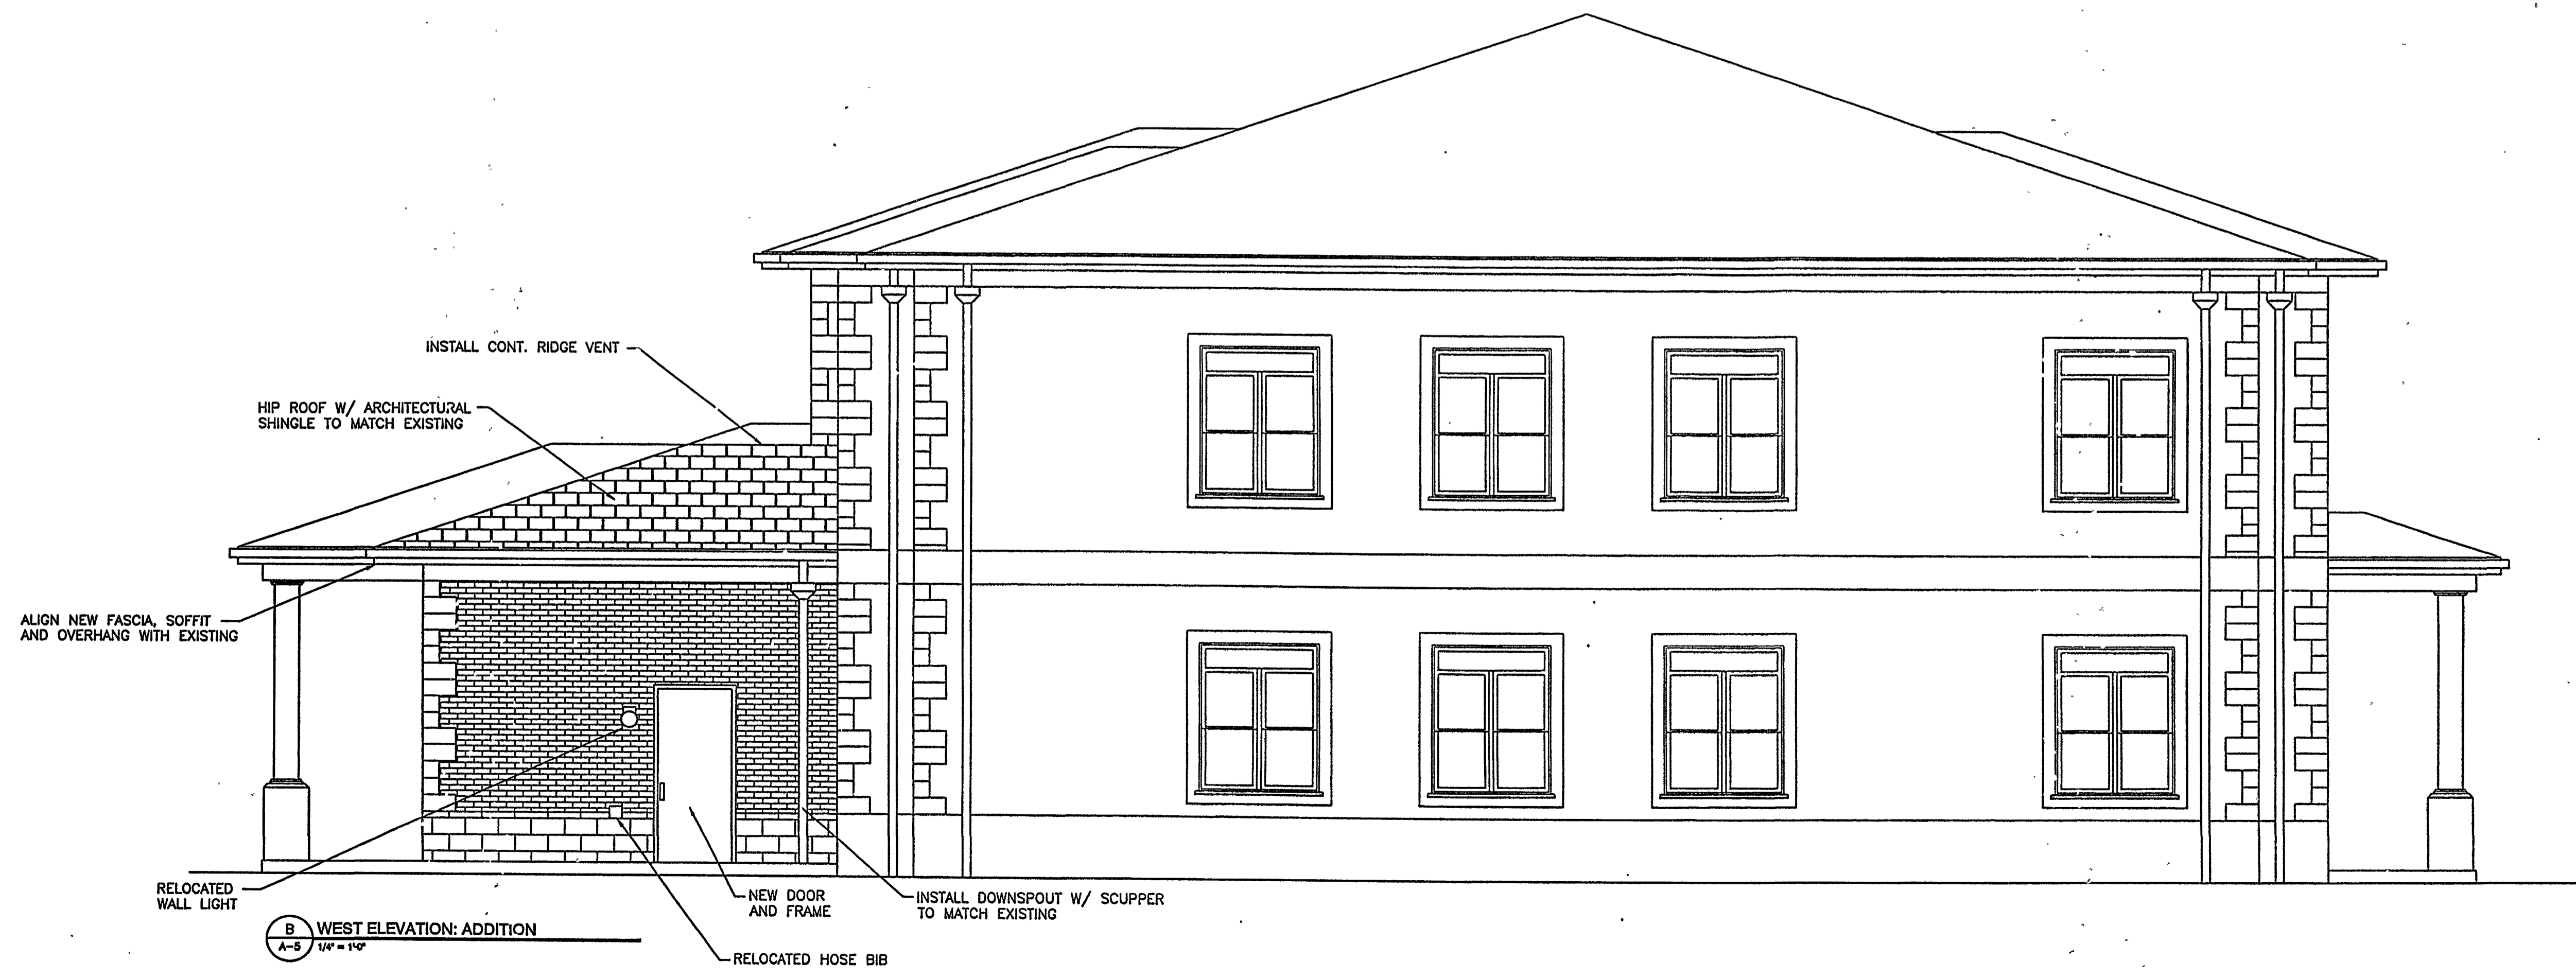 INSTALL CONT. RIDGE VENT
HIP ROOF W/ ARCHITECTURAL
SHINGLE TO MATCH EXISTING
ALIGN NEW FASCIA, SOFFIT
AND OVERHANG WITH EXISTING
RELOCATED
WALL LIGHT
NEW DOOR
AND FRAME
INSTALL DOWNSPOUT W/ SCUPPER
TO MATCH EXISTING
RELOCATED HOSE BIB
B
A-5
WEST ELEVATION: ADDITION
1/4" = 1'-0"